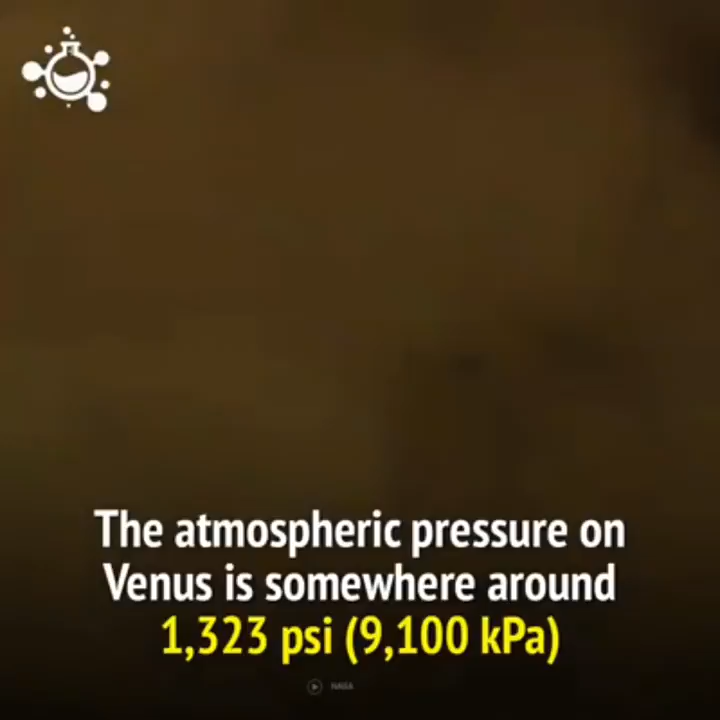 The atmospheric pressure on
Venus is somewhere around
1,323 psi (9,100 kPa)
NASA